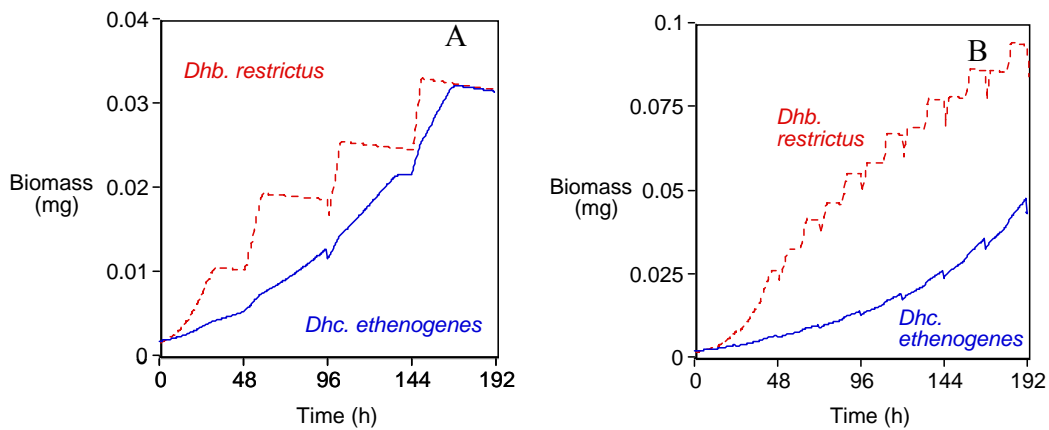 A
0.04
0.03
0.02
0.01
0
Biomass
(mg)
Dhb. restrictus
Dhc. ethenogenes
0
48
96
144
192
Time (h)
B
0.1
0.075
0.05
0.025
0
Biomass
(mg)
Dhb.
restrictus
Dhc.
ethenogenes
0
48
96
144
192
Time (h)